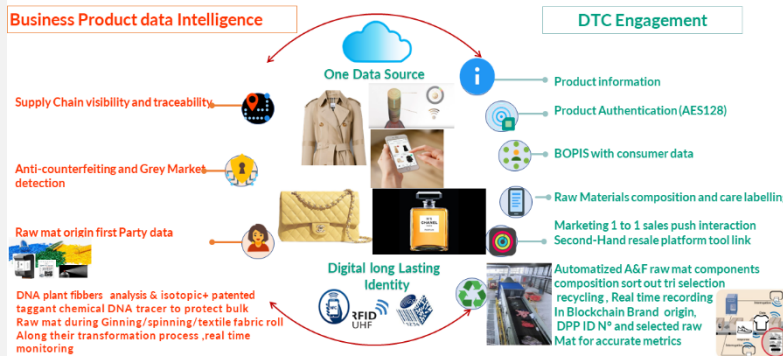 Business Product data Intelligence
DTC Engagement
One Data Source
Supply Chain visibility and traceability
Anti-counterfeiting and Grey Market
detection
Raw mat origin first Party data
DNA plant fibbers analysis & isotopic+ patented
taggant chemical DNA tracer to protect bulk
Raw mat during Ginning/spinning/textile fabric roll
Along their transformation process ,real time
monitoring
CHANEL
Digital long Lasting
Identity
RFID
UHF
Product information
Product Authentication (AES128)
BOPIS with consumer data
Raw Materials composition and care labellin
Marketing 1 to 1 sales push interaction
Second-Hand resale platform tool link
Automatized A&F raw mat components
composition sort out tri selection
recycling , Real time recording
In Blockchain Brand origin,
DPP ID N° and selected raw
Mat for accurate metrics